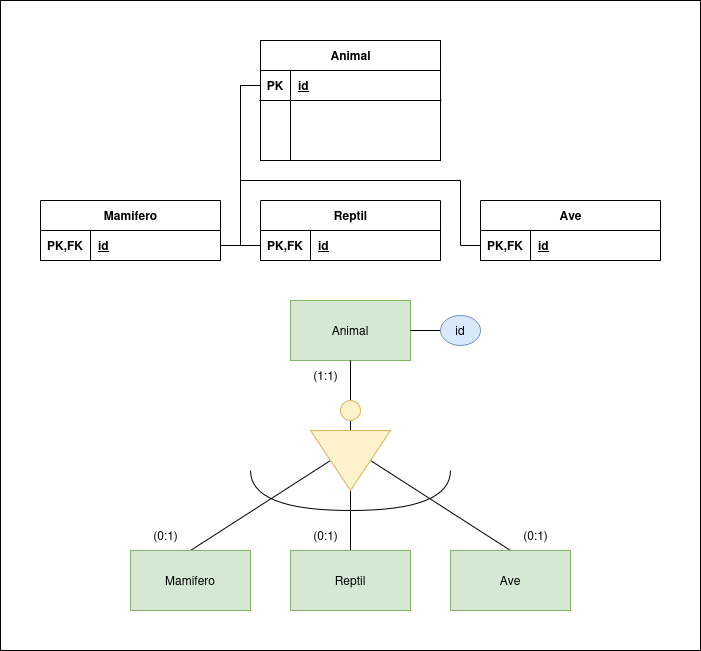 Animal
PK id
Mamifero Reptil Ave
PK,FK id PK,FK id PK,FK id
Animal id
(1:1)
(0:1) (0:1) (0:1)
Mamifero Reptil Ave